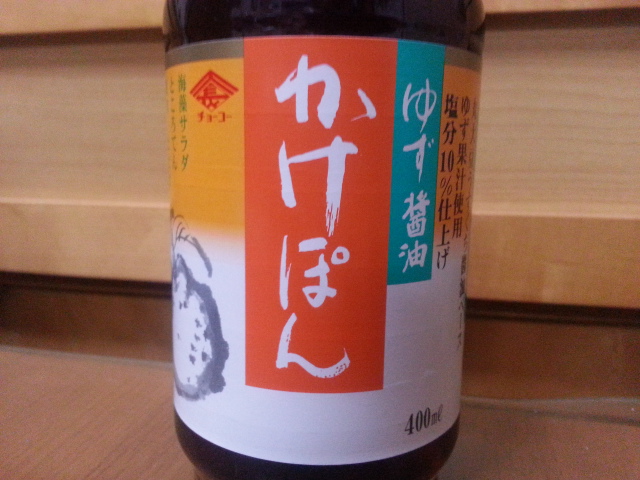 かけぽん
ゆず醤油
ゆず果汁使用
塩分10%仕上げ
チョーコー
海藻サラダ
ところてん
400ml